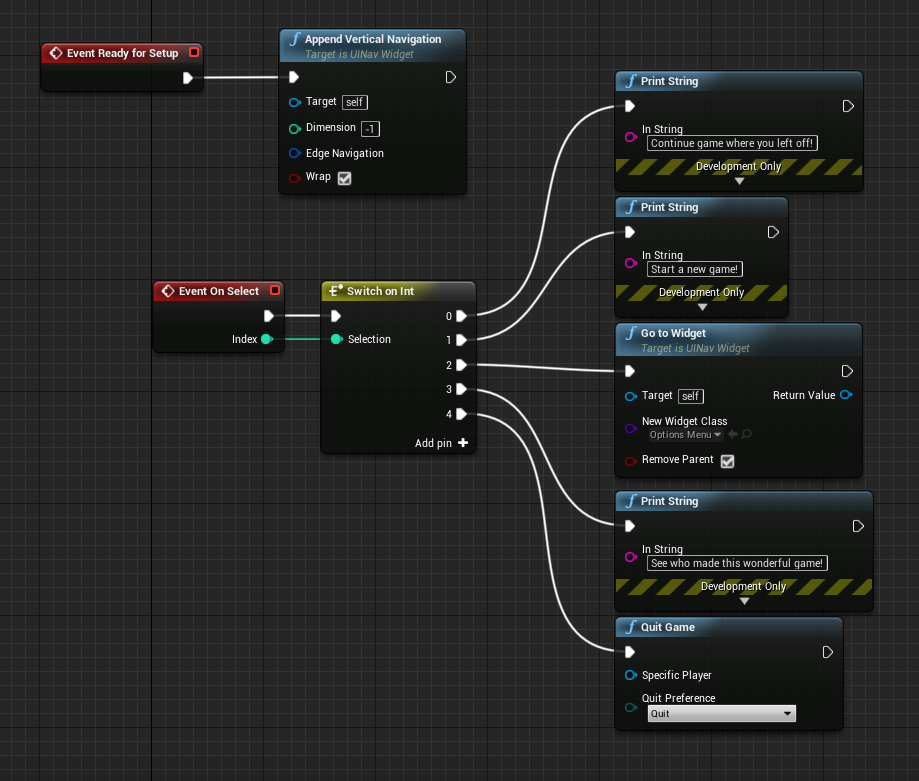 Event Ready for Setup
Append Vertical Navigation
Target is UINav Widget
Target self
Dimension -1
Edge Navigation
Wrap
Print String
In String
Continue game where you left off!
Development Only
Print String
In String
Start a new game!
Development Only
Event On Select
Index
Switch on Int
Selection
0
1
2
3
4
Add pin
Go to Widget
Target is UINav Widget
Target self Return Value
New Widget Class
Options Menu
Remove Parent
Print String
In String
See who made this wonderful game!
Development Only
Quit Game
Specific Player
Quit Preference
Quit